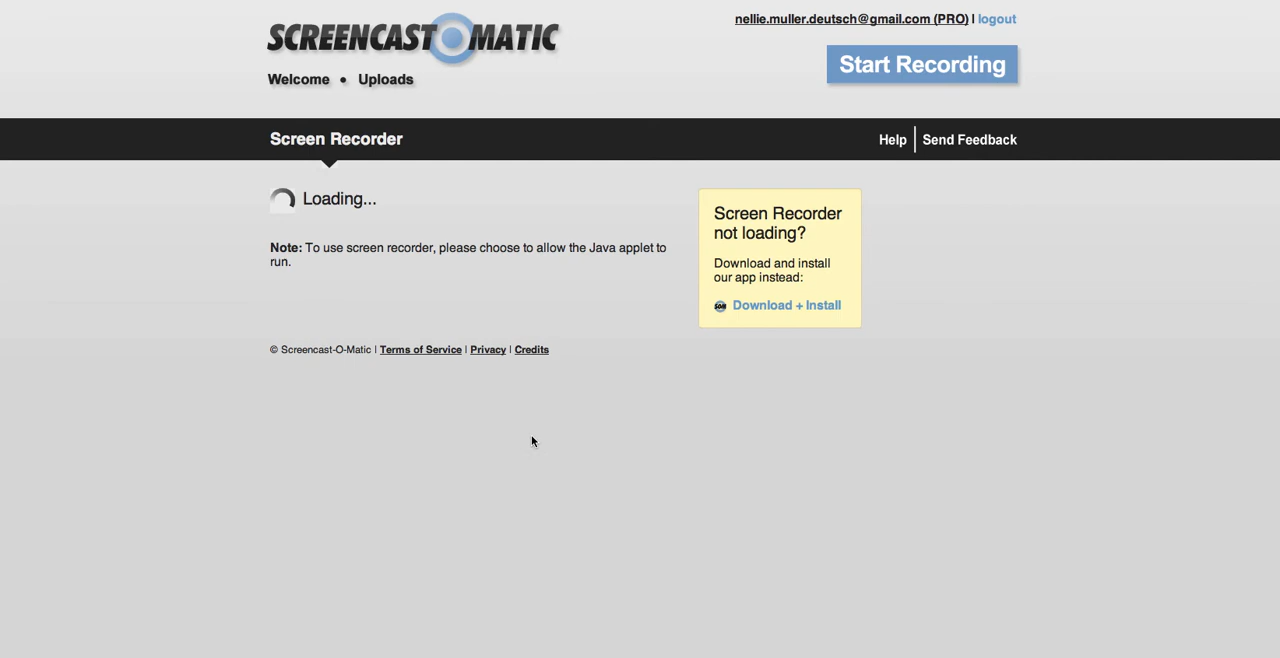 SCREENCAST O MATIC
nellie.muller.deutsch@gmail.com (PRO) | logout
Start Recording
Welcome • Uploads
Screen Recorder
Help | Send Feedback
Loading...
Note: To use screen recorder, please choose to allow the Java applet to
run.
Screen Recorder
not loading?
Download and install
our app instead:
SOM Download + Install
© Screencast-O-Matic | Terms of Service | Privacy | Credits